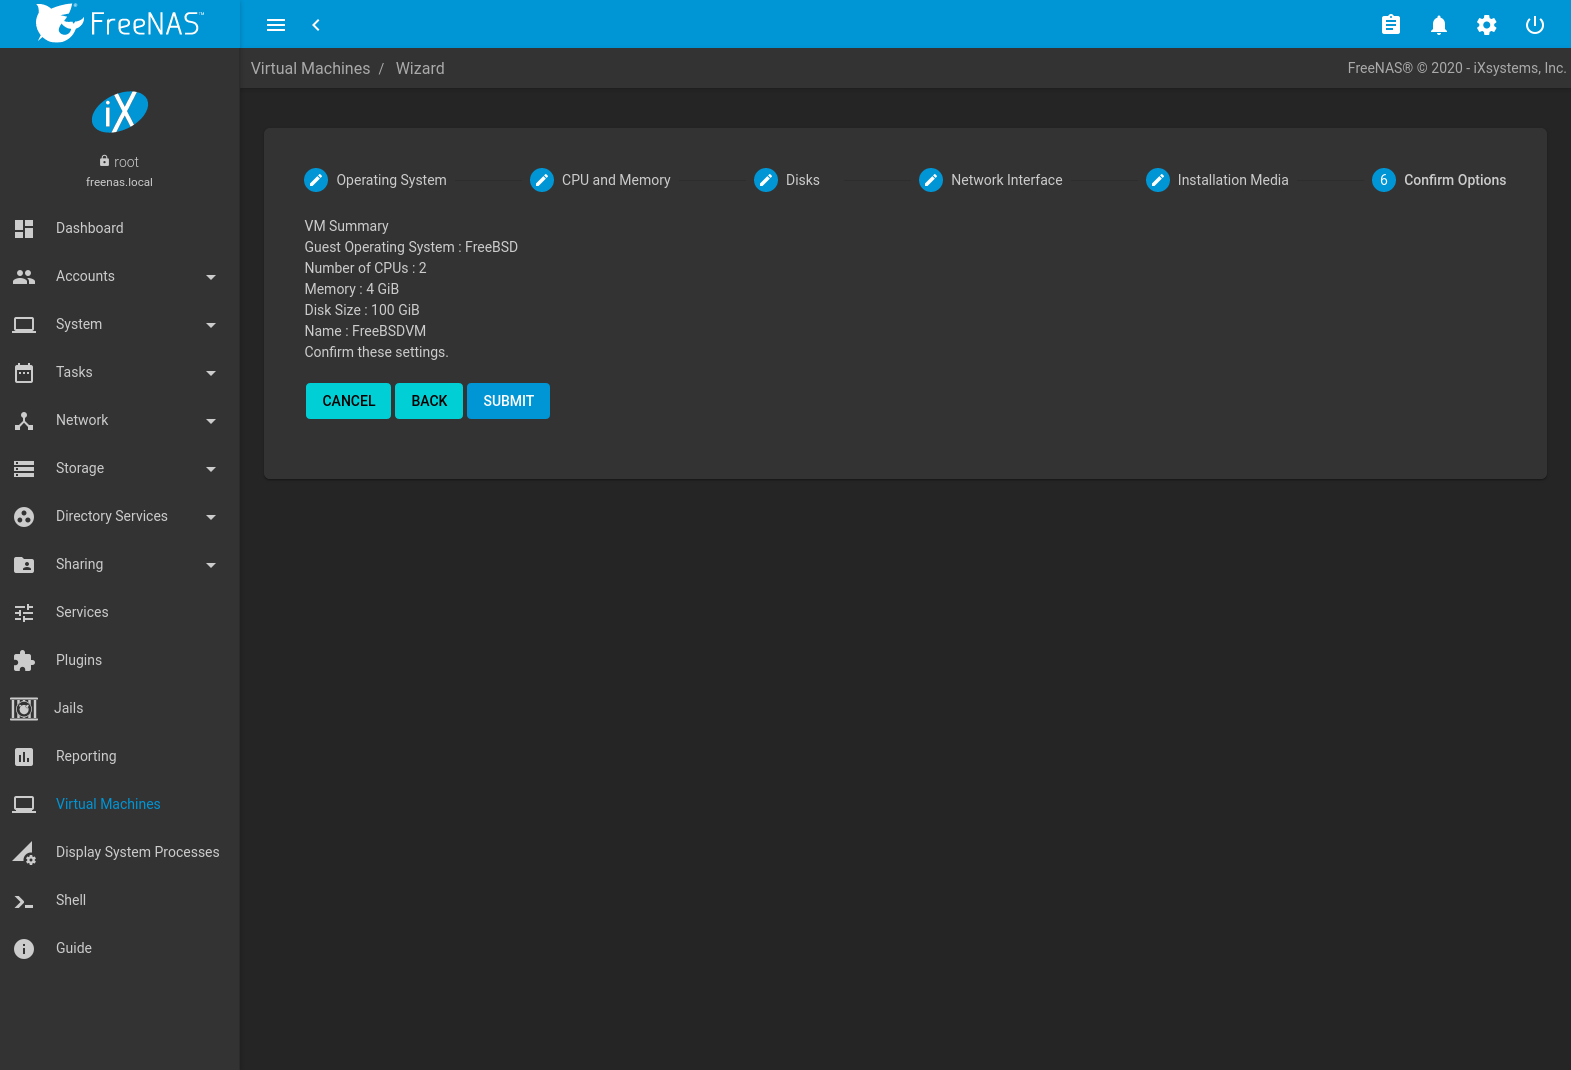 FreeNAS™
Virtual Machines / Wizard
FreeNAS® © 2020 - iXsystems, Inc.
iX
root
freenas.local
Dashboard
Accounts
System
Tasks
Network
Storage
Directory Services
Sharing
Services
Plugins
Jails
Reporting
Virtual Machines
Display System Processes
Shell
Guide
Operating System
CPU and Memory
Disks
Network Interface
Installation Media
6 Confirm Options
VM Summary
Guest Operating System : FreeBSD
Number of CPUs : 2
Memory : 4 GiB
Disk Size : 100 GiB
Name : FreeBSDVM
Confirm these settings.
CANCEL BACK SUBMIT